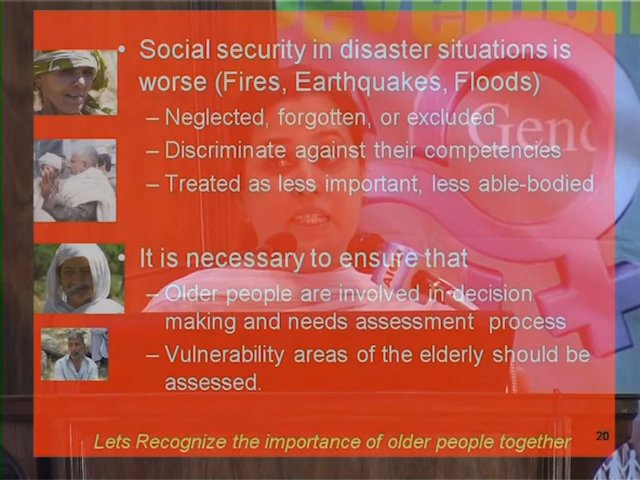 • Social security in disaster situations is
worse (Fires, Earthquakes, Floods)
– Neglected, forgotten, or excluded
– Discriminate against their competencies
– Treated as less important, less able-bodied
• It is necessary to ensure that
– Older people are involved in decision
making and needs assessment process
– Vulnerability areas of the elderly should be
assessed.
Lets Recognize the importance of older people together
20
Gend